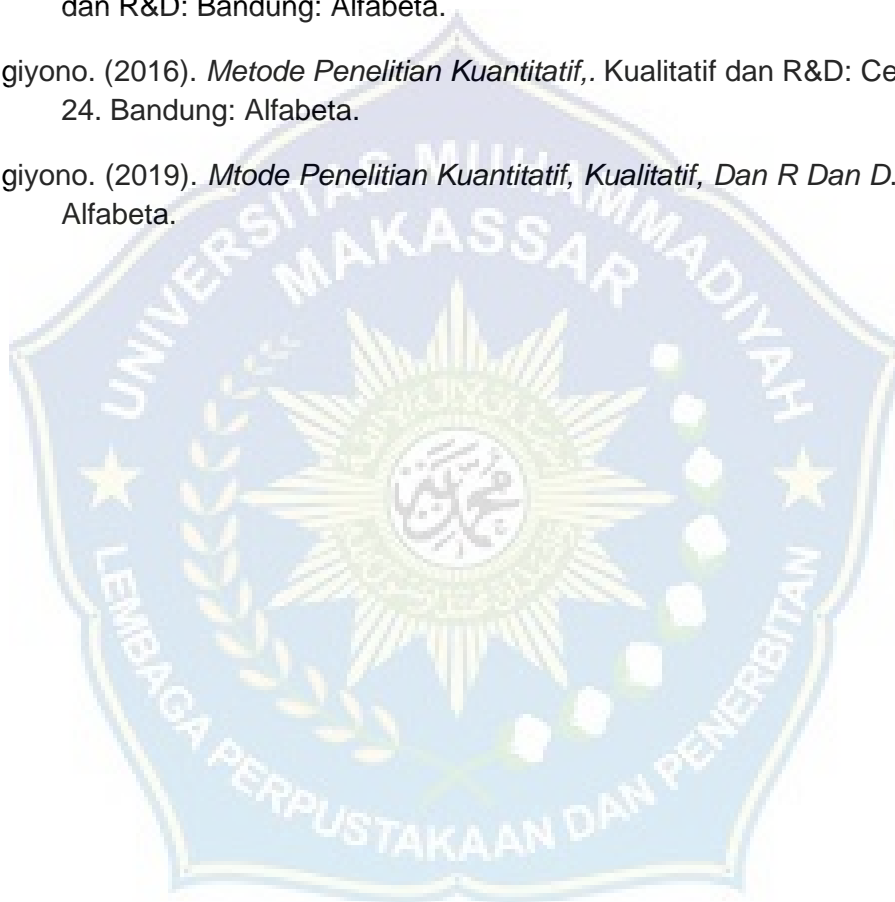 dan R&D: Bandung: Alfabeta.
giyono. (2016). Metode Penelitian Kuantitatif,. Kualitatif dan R&D: Ce
24. Bandung: Alfabeta.
giyono. (2019). Mtode Penelitian Kuantitatif, Kualitatif, Dan R Dan D.
Alfabeta.
UNIVERSITAS MUHAMMADIYAH
MAKASSAR
محمد
LEMBAGA PERPUSTAKAAN DAN PENERBITAN